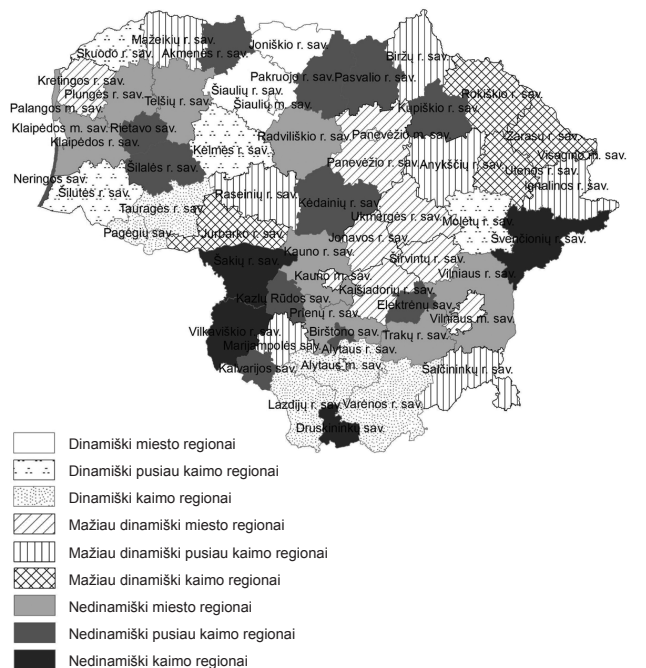 Mažeikių r. sav.
Joniškio r. sav.
Skuodo r. sav.
Akmenės r. sav.
Biržų r. sav.
Kretingos r. sav.
Pakruojo r. sav.
Pasvalio r. sav.
Plungės r. sav.
Šiaulių r. sav.
Rokiškio r. sav.
Telšių r. sav.
Šiaulių m. sav.
Palangos m. sav.
Kupiškio r. sav.
Klaipėdos m. sav.
Rietavo sav.
Radviliškio r. sav.
Panevėžio m. sav.
Zarasų r. sav.
Klaipėdos r. sav.
Kelmės r. sav.
Panevėžio r. sav.
Anykščių r. sav.
Visagino m. sav.
Šilalės r. sav.
Utenos r. sav.
Neringos sav.
Ignalinos r. sav.
Šilutės r. sav.
Raseinių r. sav.
Kėdainių r. sav.
Tauragės r. sav.
Ukmergės r. sav.
Molėtų r. sav.
Pagėgių sav.
Jurbarko r. sav.
Jonavos r. sav.
Švenčionių r. sav.
Kauno r. sav.
Širvintų r. sav.
Šakių r. sav.
Kauno m. sav.
Vilniaus r. sav.
Kaišiadorių r. sav.
Kazlų Rūdos sav.
Elektrėnų sav.
Prienų r. sav.
Vilniaus m. sav.
Vilkaviškio r. sav.
Birštono sav.
Trakų r. sav.
Marijampolės sav.
Alytaus r. sav.
Kalvarijos sav.
Alytaus m. sav.
Šalčininkų r. sav.
Lazdijų r. sav.
Varėnos r. sav.
Druskininkų sav.
Dinamiški miesto regionai
Dinamiški pusiau kaimo regionai
Dinamiški kaimo regionai
Mažiau dinamiški miesto regionai
Mažiau dinamiški pusiau kaimo regionai
Mažiau dinamiški kaimo regionai
Nedinamiški miesto regionai
Nedinamiški pusiau kaimo regionai
Nedinamiški kaimo regionai